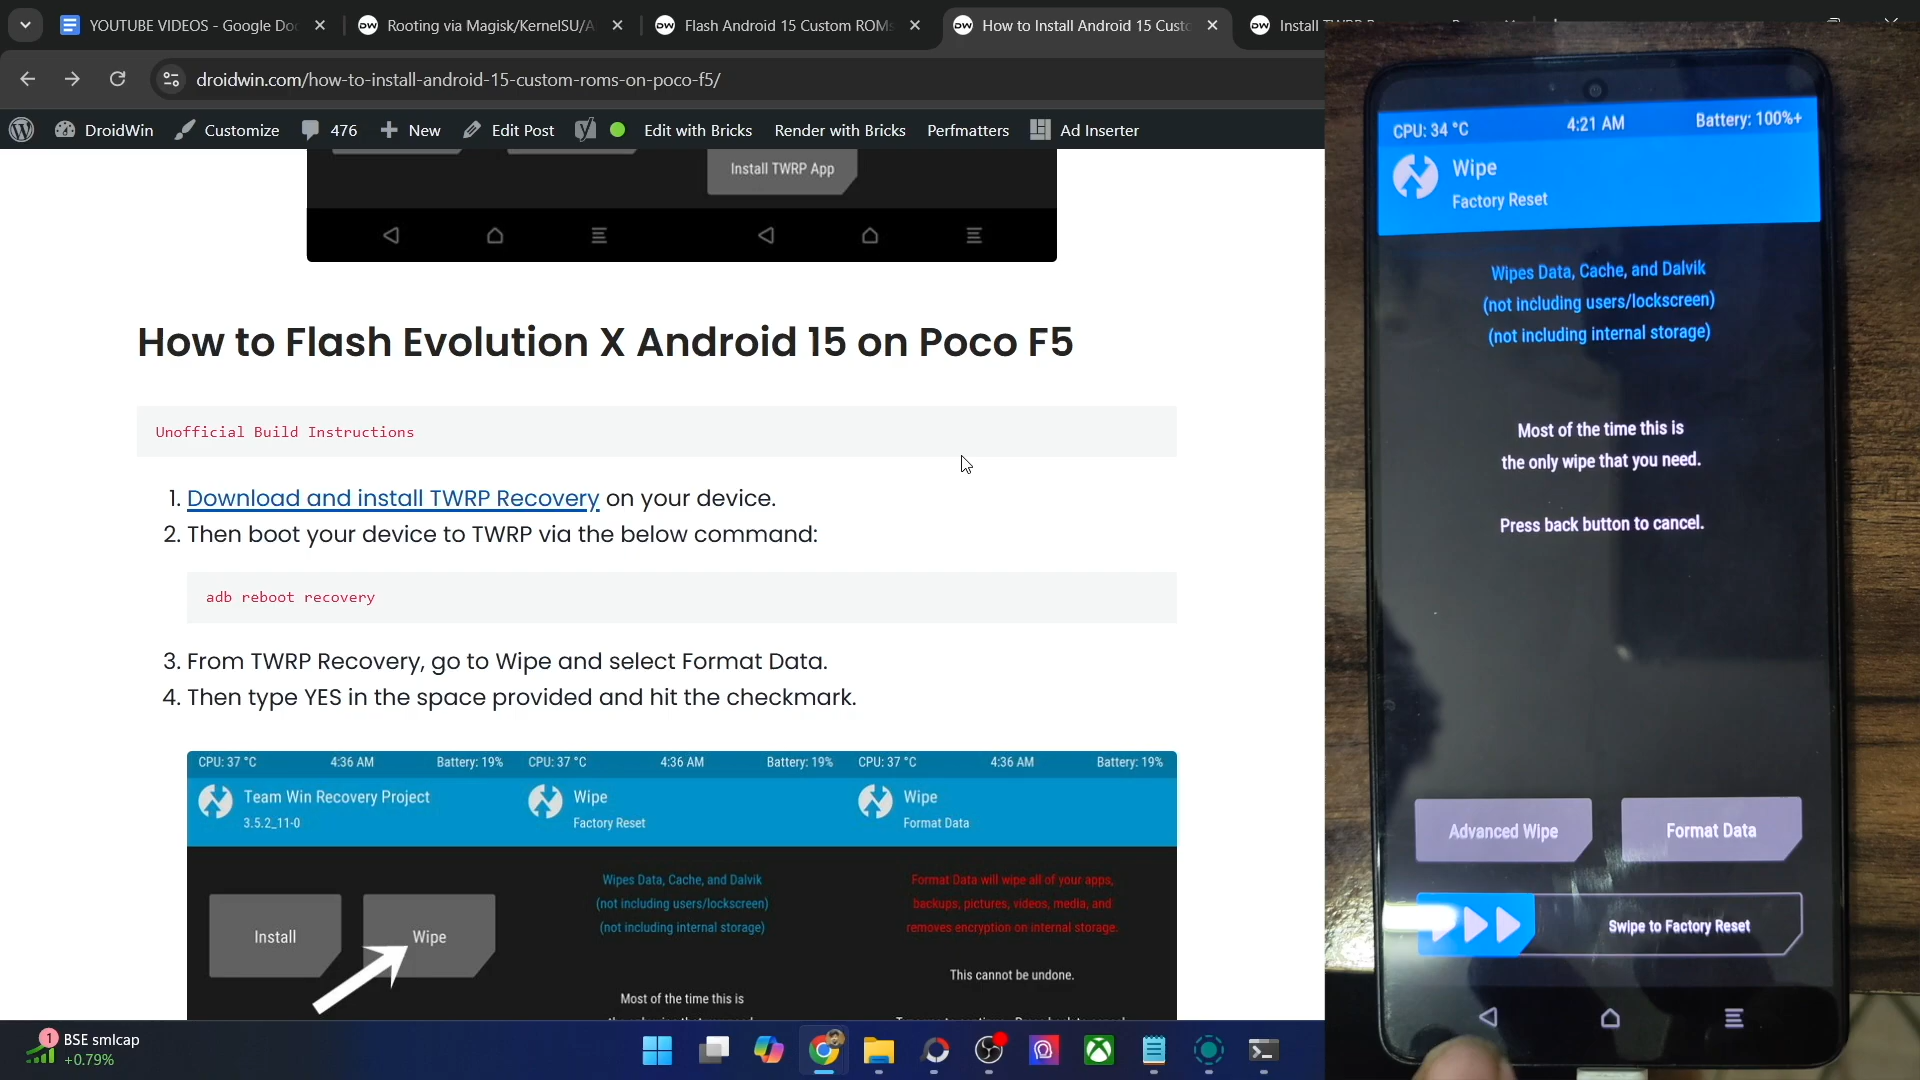 YOUTUBE VIDEOS - Google Do
Rooting via Magisk/KernelSU/A
Flash Android 15 Custom ROMs
How to Install Android 15 Custo
Install
droidwin.com/how-to-install-android-15-custom-roms-on-poco-f5/
DroidWin
Customize
476
New
Edit Post
Edit with Bricks
Render with Bricks
Perfmatters
Ad Inserter
Install TWRP App
How to Flash Evolution X Android 15 on Poco F5
Unofficial Build Instructions
1. Download and install TWRP Recovery on your device.
2. Then boot your device to TWRP via the below command:
adb reboot recovery
3. From TWRP Recovery, go to Wipe and select Format Data.
4. Then type YES in the space provided and hit the checkmark.
CPU: 37 °C 4:36 AM Battery: 19%
Team Win Recovery Project
3.5.2_11-0
Install
Wipe
CPU: 37 °C 4:36 AM Battery: 19%
Wipe
Factory Reset
Wipes Data, Cache, and Dalvik
(not including users/lockscreen)
(not including internal storage)
Most of the time this is
CPU: 37 °C 4:36 AM Battery: 19%
Wipe
Format Data
Format Data will wipe all of your apps,
backups, pictures, videos, media, and
removes encryption on internal storage.
This cannot be undone.
1
BSE smlcap
+0.79%
CPU: 34 °C 4:21 AM Battery: 100%+
Wipe
Factory Reset
Wipes Data, Cache, and Dalvik
(not including users/lockscreen)
(not including internal storage)
Most of the time this is
the only wipe that you need.
Press back button to cancel.
Advanced Wipe
Format Data
Swipe to Factory Reset